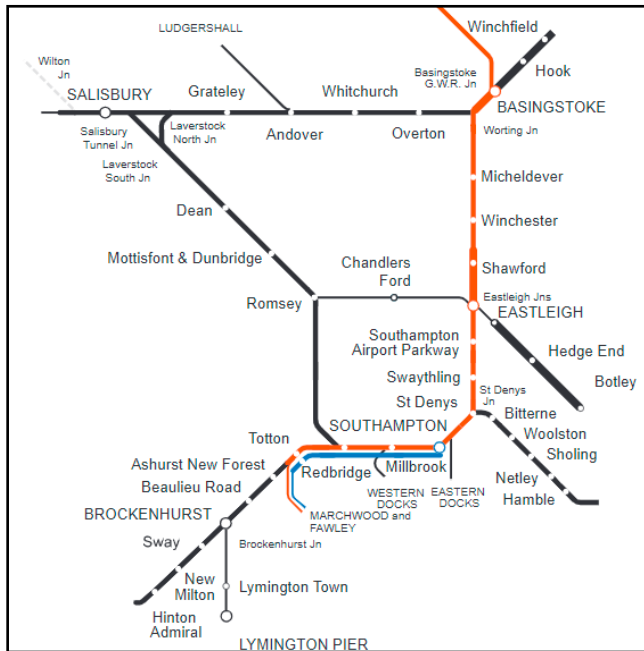 Winchfield
LUDGERSHALL
Hook
Wilton
Jn
Basingstoke
G.W.R. Jn
SALISBURY
Grateley
Whitchurch
BASINGSTOKE
Salisbury
Tunnel Jn
Laverstock
North Jn
Andover
Overton
Worting Jn
Laverstock
South Jn
Micheldever
Dean
Winchester
Mottisfont & Dunbridge
Chandlers
Ford
Shawford
Romsey
Eastleigh Jns
EASTLEIGH
Southampton
Airport Parkway
Hedge End
Swaythling
Botley
St Denys
St Denys
Jn
Bitterne
SOUTHAMPTON
Woolston
Totton
Sholing
Ashurst New Forest
Redbridge
Millbrook
Beaulieu Road
WESTERN
DOCKS
EASTERN
DOCKS
Netley
Hamble
BROCKENHURST
MARCHWOOD and
FAWLEY
Sway
Brockenhurst Jn
New
Milton
Lymington Town
Hinton
Admiral
LYMINGTON PIER